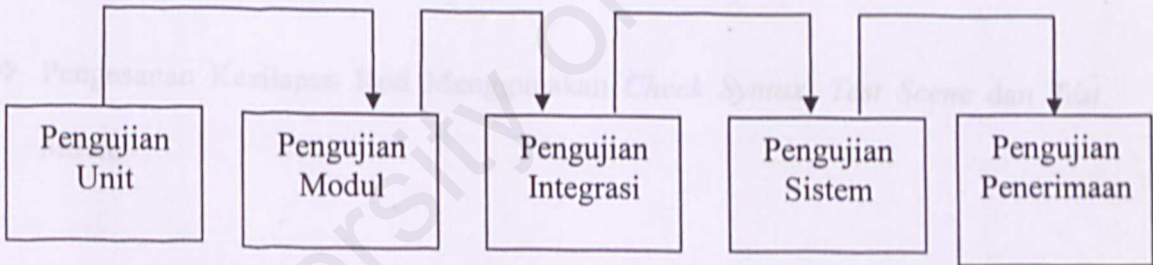 Pengujian
Unit
Pengujian
Modul
Pengujian
Integrasi
Pengujian
Sistem
Pengujian
Penerimaan